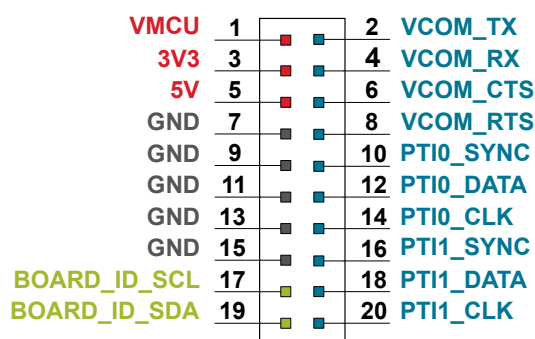 VMCU 1 2 VCOM_TX
3V3 3 4 VCOM_RX
5V 5 6 VCOM_CTS
GND 7 8 VCOM_RTS
GND 9 10 PTI0_SYNC
GND 11 12 PTI0_DATA
GND 13 14 PTI0_CLK
GND 15 16 PTI1_SYNC
BOARD_ID_SCL 17 18 PTI1_DATA
BOARD_ID_SDA 19 20 PTI1_CLK